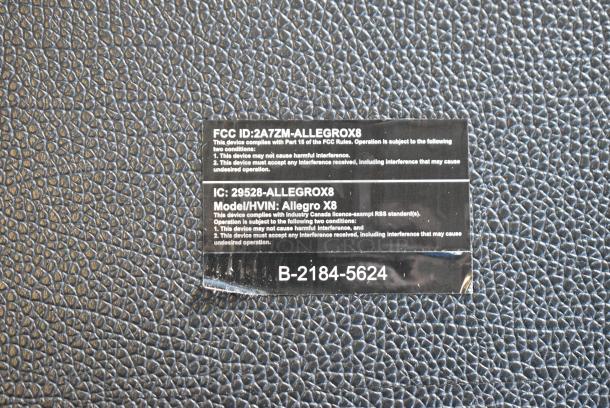 FCC ID:2A7ZM-ALLEGROX8
This device complies with Part 15 of the FCC Rules. Operation is subject to the following
two conditions:
1. This device may not cause harmful interference.
2. This device must accept any interference received, including interference that may cause
undesired operation.
IC: 29528-ALLEGROX8
Model/HVIN: Allegro X8
This device complies with Industry Canada licence-exempt RSS standard(s).
Operation is subject to the following two conditions:
1. This device may not cause harmful interference, and
2. This device must accept any interference received, including interference that may cause
undesired operation.
B-2184-5624